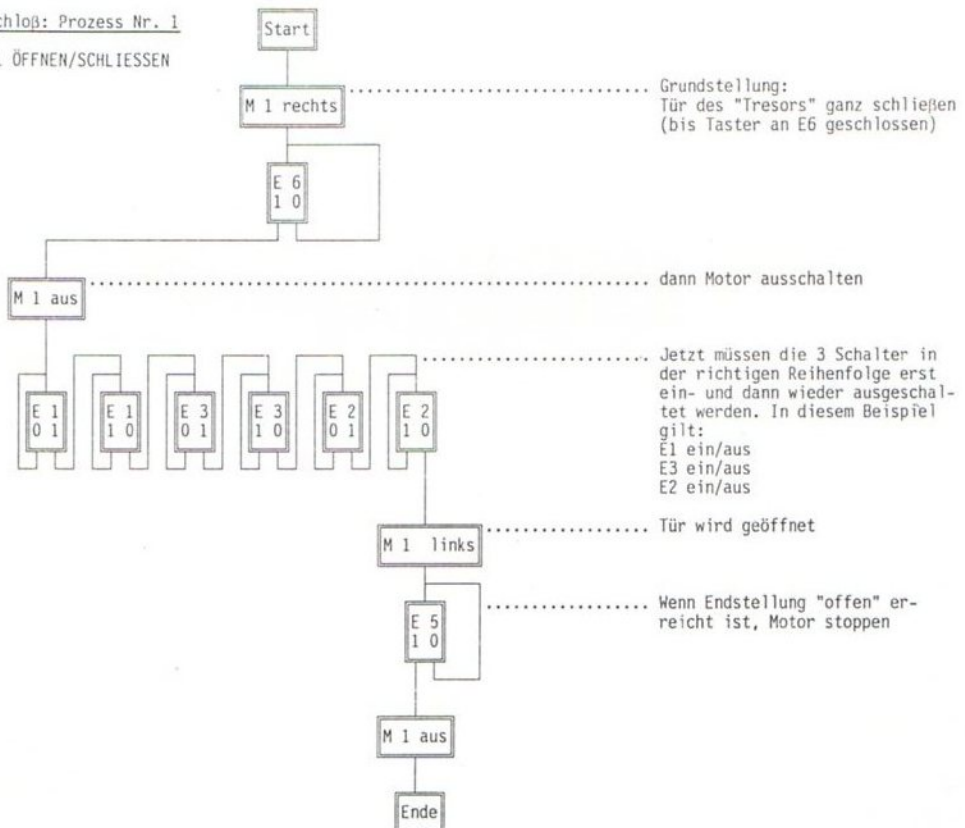 chloß: Prozess Nr. 1
ÖFFNEN/SCHLIESSEN
Start
M 1 rechts
Grundstellung:
Tür des "Tresors" ganz schließen
(bis Taster an E6 geschlossen)
E 6
1 0
M 1 aus
dann Motor ausschalten
Jetzt müssen die 3 Schalter in
der richtigen Reihenfolge erst
ein- und dann wieder ausgeschal-
tet werden. In diesem Beispiel
gilt:
E1 ein/aus
E3 ein/aus
E2 ein/aus
E 1
0 1
E 1
1 0
E 3
0 1
E 3
1 0
E 2
0 1
E 2
1 0
M 1 links
Tür wird geöffnet
E 5
1 0
Wenn Endstellung "offen" er-
reicht ist, Motor stoppen
M 1 aus
Ende